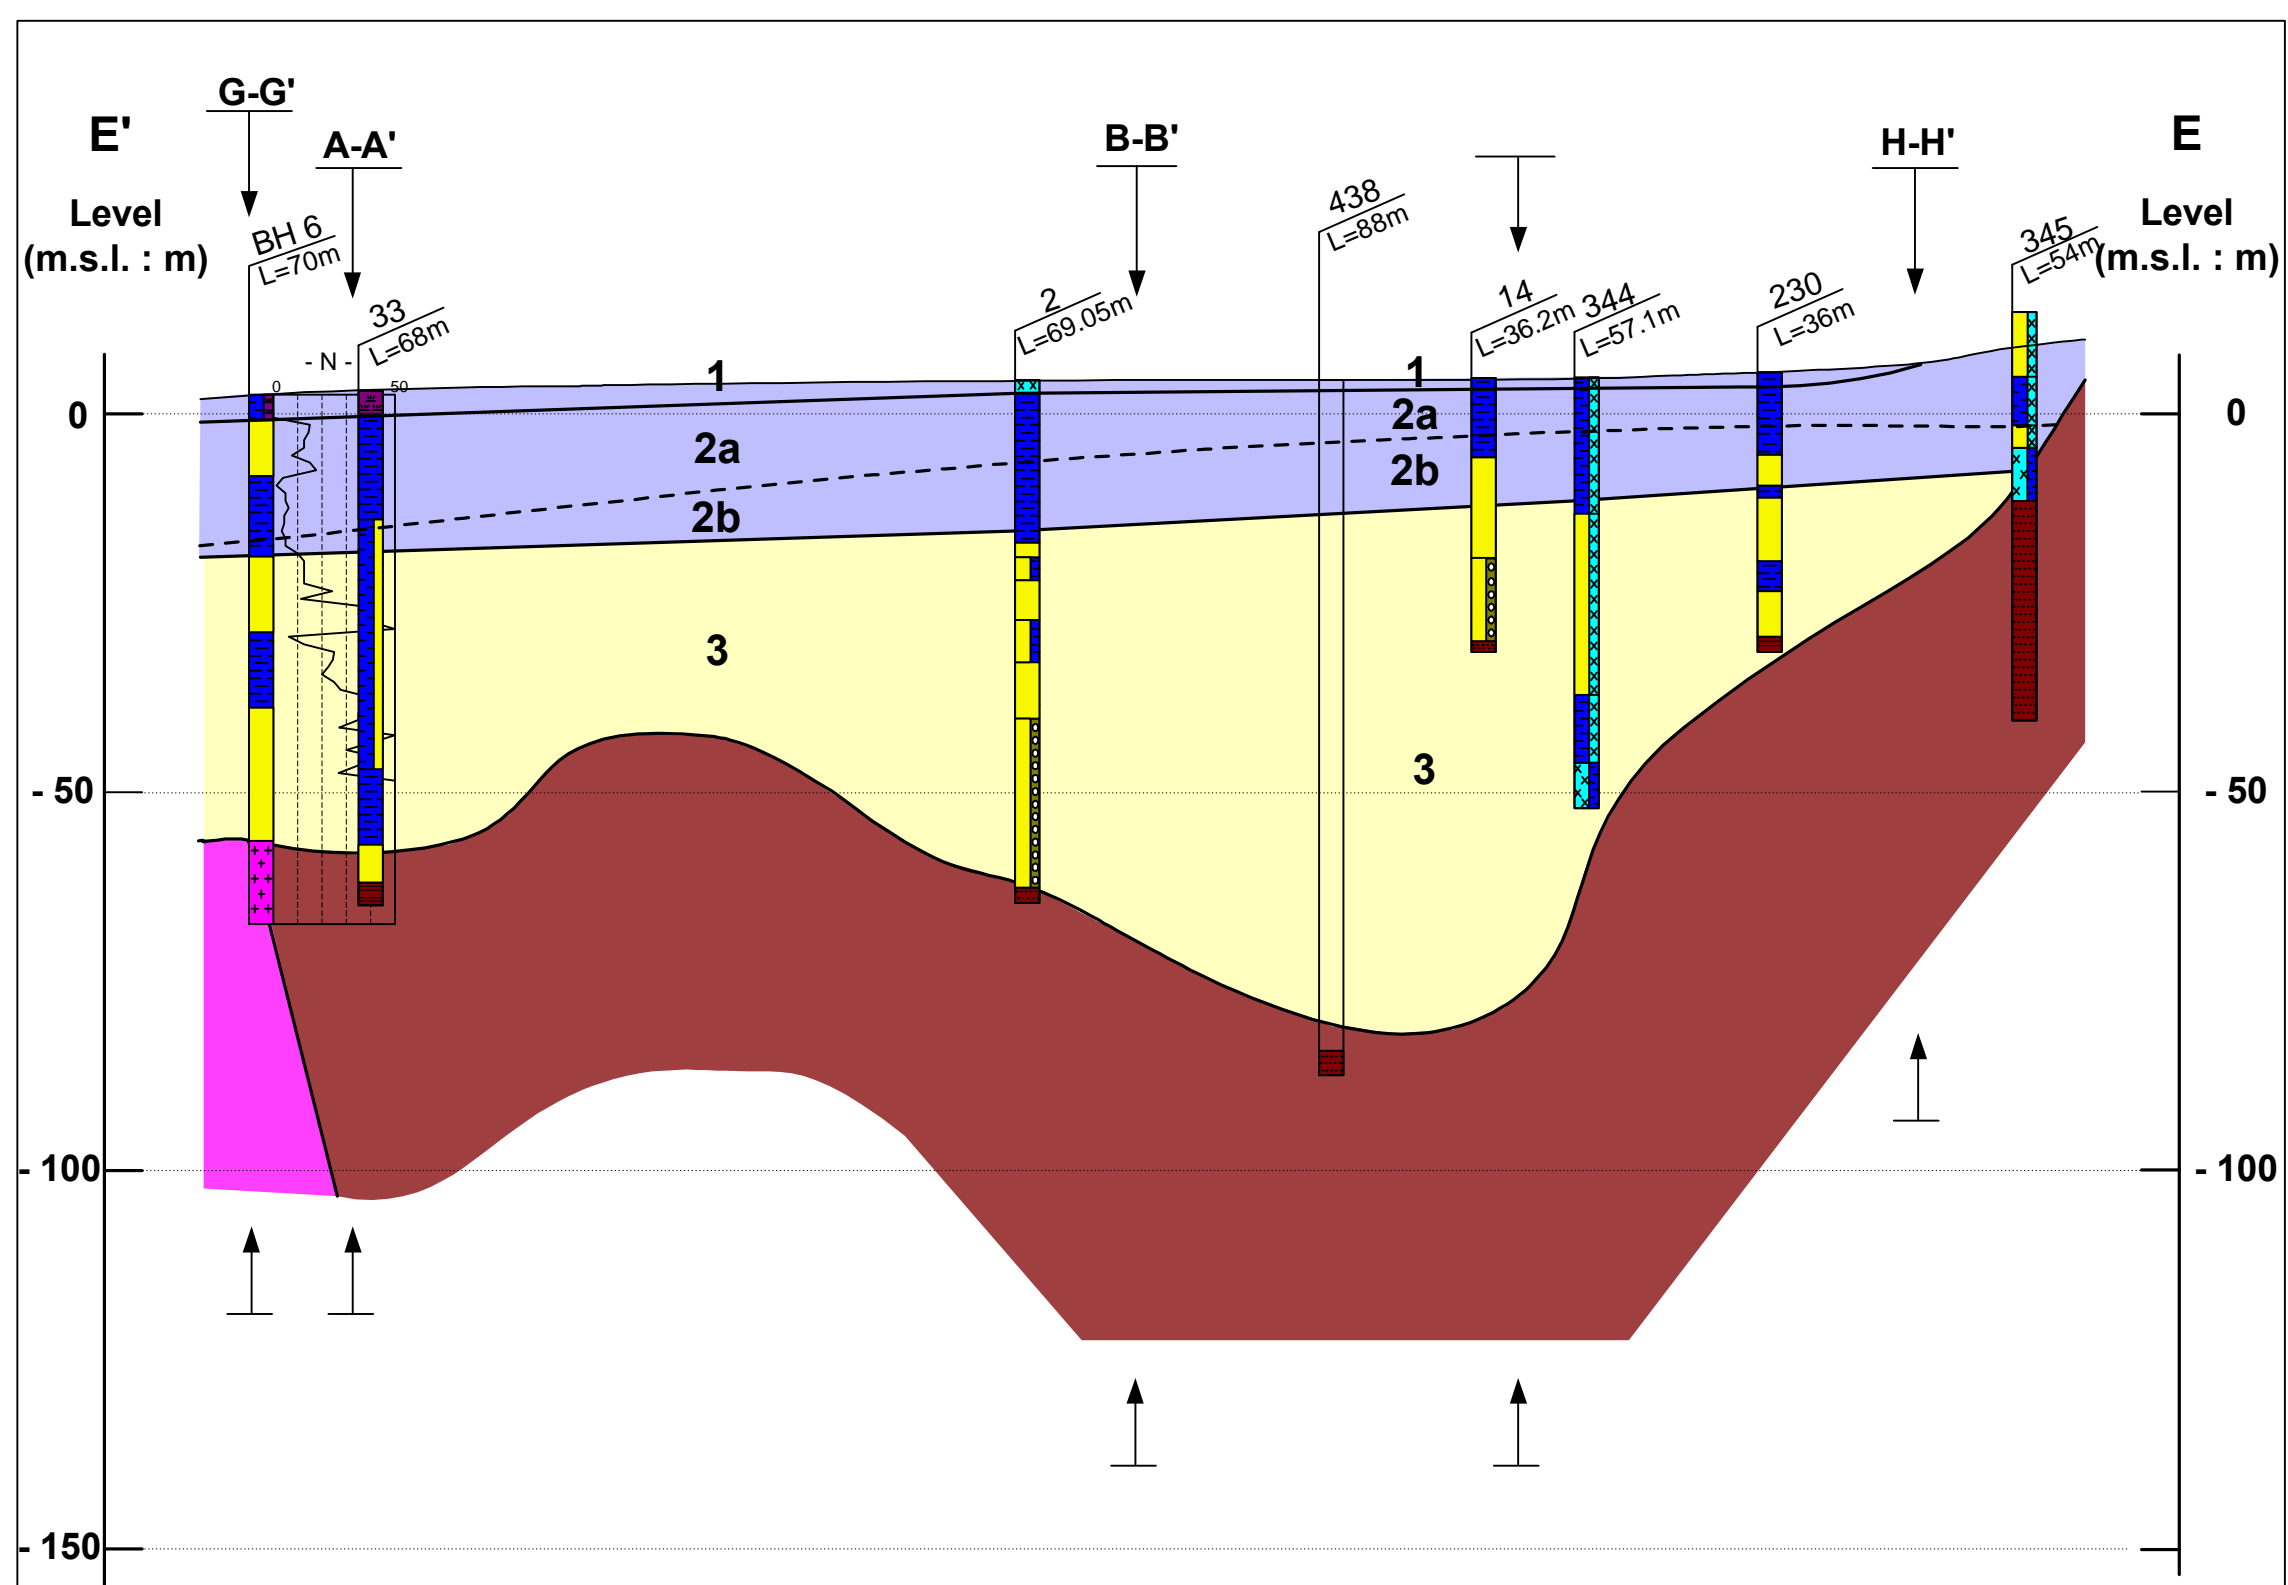 G-G'
E'
A-A'
B-B'
H-H'
E
Level
(m.s.l. : m)
Level
(m.s.l. : m)
BH 6
L=70m
33
L=68m
2
L=69.05m
438
L=88m
14
L=36.2m
344
L=57.1m
230
L=36m
345
L=54m
- N -
0
50
1
1
0
0
2a
2a
2b
2b
3
3
- 50
- 50
- 100
- 100
- 150